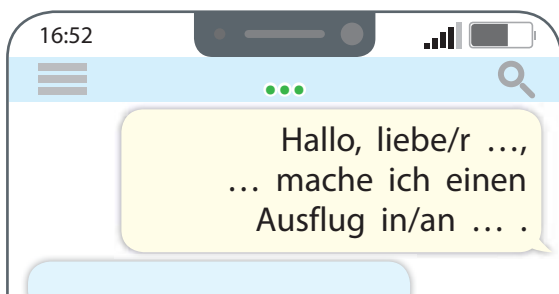 16:52
Hallo, liebe/r …,
… mache ich einen
Ausflug in/an … .